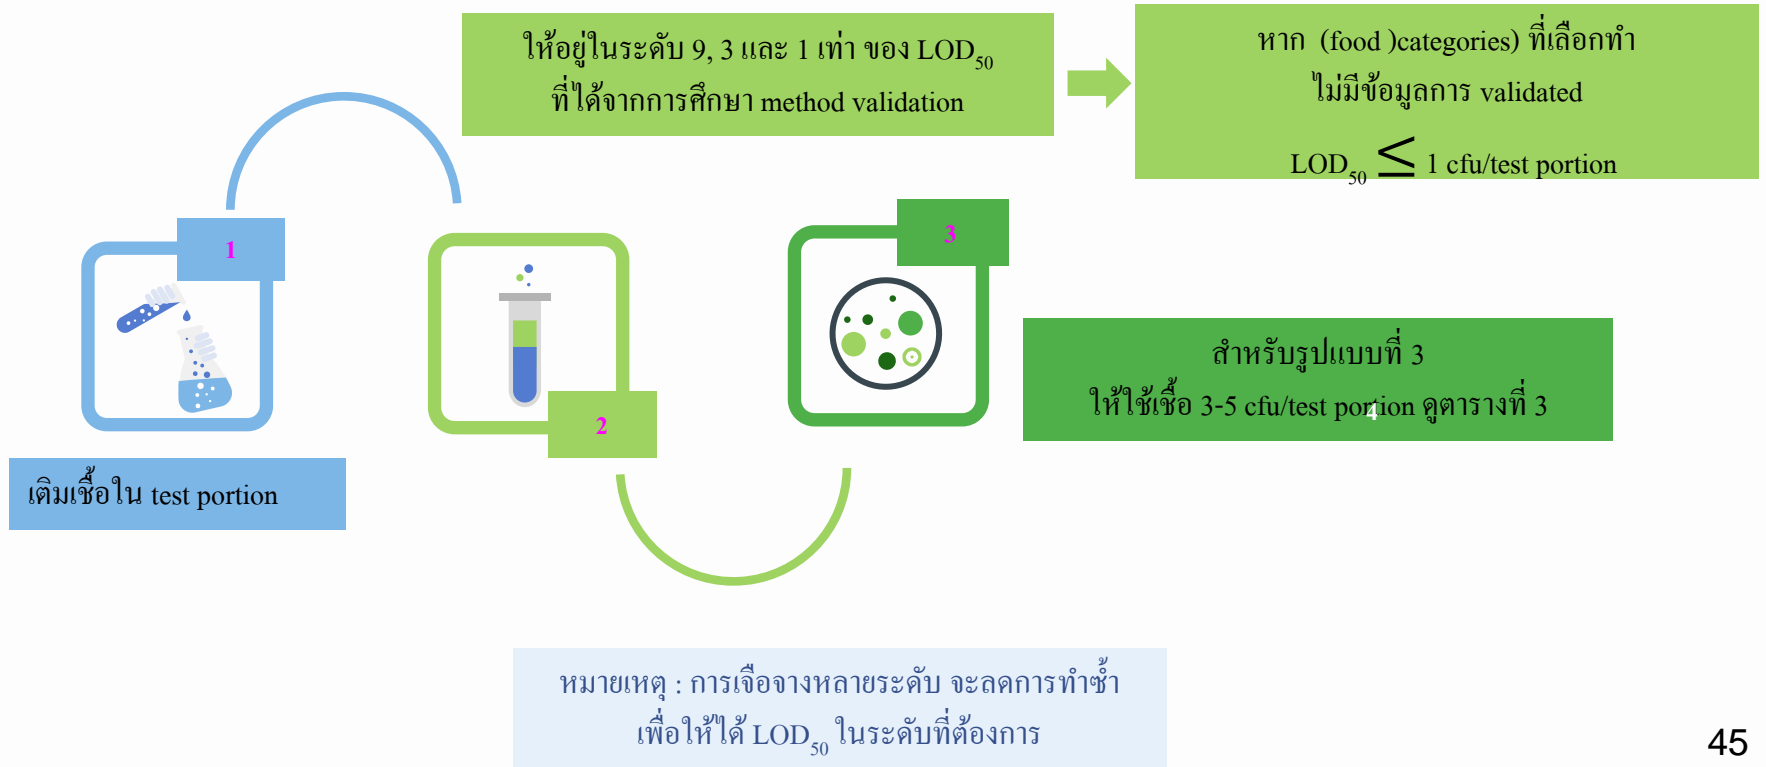 ให้อยู่ในระดับ 9, 3 และ 1 เท่า ของ LOD50
ที่ได้จากการศึกษา method validation
หาก (food )categories) ที่เลือกทำ
ไม่มีข้อมูลการ validated
LOD50 ≤ 1 cfu/test portion
1
2
3
เติมเชื้อใน test portion
สำหรับรูปแบบที่ 3
ให้ใช้เชื้อ 3-5 cfu/test portion ดูตารางที่ 3
4
หมายเหตุ : การเจือจางหลายระดับ จะลดการทำซ้ำ
เพื่อให้ได้ LOD50 ในระดับที่ต้องการ
45